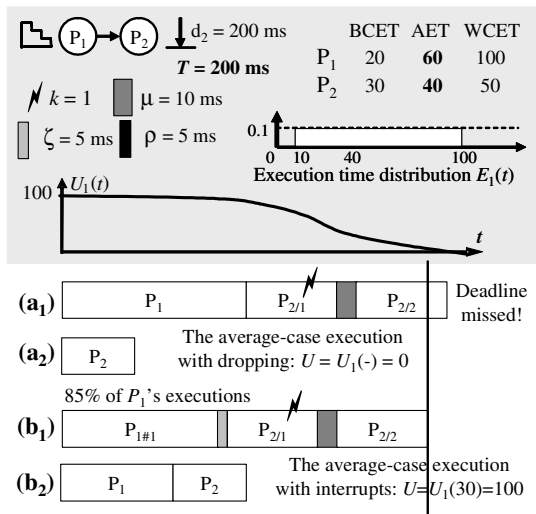 P1 P2 d2 = 200 ms
T = 200 ms
k = 1 μ = 10 ms
ζ = 5 ms ρ = 5 ms
BCET AET WCET
P1 20 60 100
P2 30 40 50
0.1
0 10 40 100
Execution time distribution E1(t)
100 U1(t)
t
(a1) P1 P2/1 P2/2 Deadline
missed!
(a2) P2 The average-case execution
with dropping: U = U1(-) = 0
85% of P1's executions
(b1) P1#1 P2/1 P2/2
(b2) P1 P2 The average-case execution
with interrupts: U=U1(30)=100